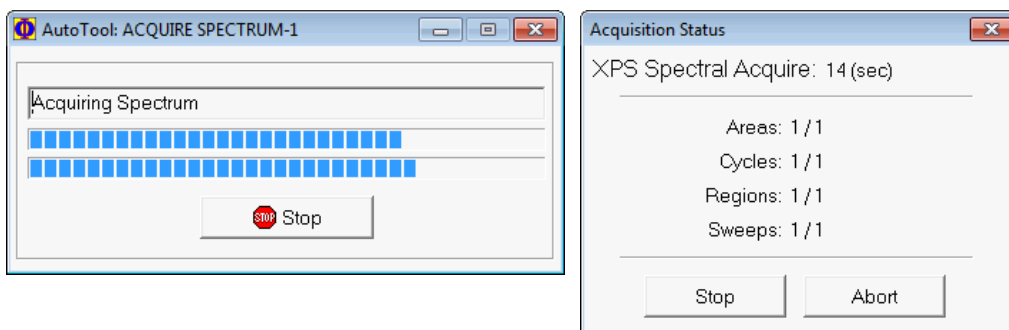 AutoTool: ACQUIRE SPECTRUM-1
Acquiring Spectrum
STOP Stop
Acquisition Status
XPS Spectral Acquire: 14 (sec)
Areas: 1 / 1
Cycles: 1 / 1
Regions: 1 / 1
Sweeps: 1 / 1
Stop Abort